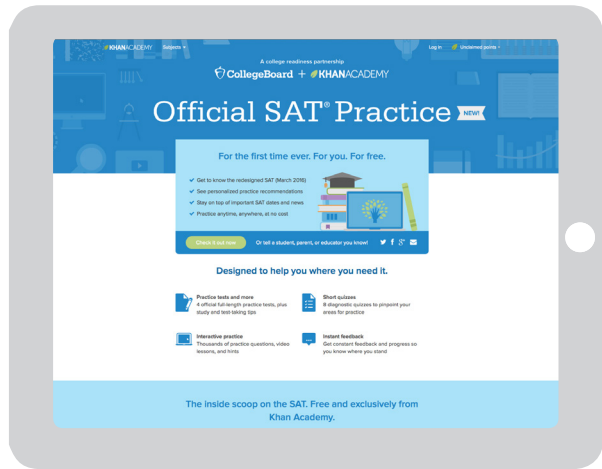 KHANACADEMY Subjects
Log in Unclaimed points
A college readiness partnership
CollegeBoard + KHANACADEMY
Official SAT® Practice NEW!
For the first time ever. For you. For free.
Get to know the redesigned SAT (March 2016)
See personalized practice recommendations
Stay on top of important SAT dates and news
Practice anytime, anywhere, at no cost
Check it out now Or tell a student, parent, or educator you know!
Designed to help you where you need it.
Practice tests and more
4 official full-length practice tests, plus
study and test-taking tips
Short quizzes
8 diagnostic quizzes to pinpoint your
areas for practice
Interactive practice
Thousands of practice questions, video
lessons, and hints
Instant feedback
Get constant feedback and progress so
you know where you stand
The inside scoop on the SAT. Free and exclusively from
Khan Academy.